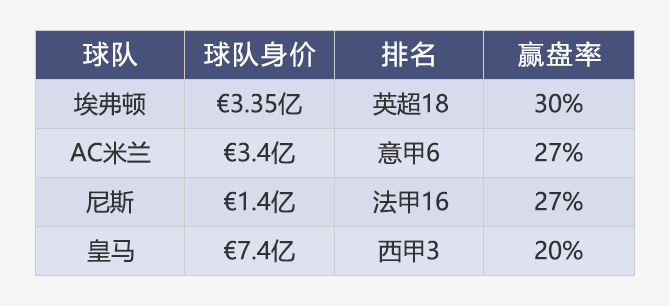 球队 球队身价 排名 赢盘率
埃弗顿 €3.35亿 英超18 30%
AC米兰 €3.4亿 意甲6 27%
尼斯 €1.4亿 法甲16 27%
皇马 €7.4亿 西甲3 20%